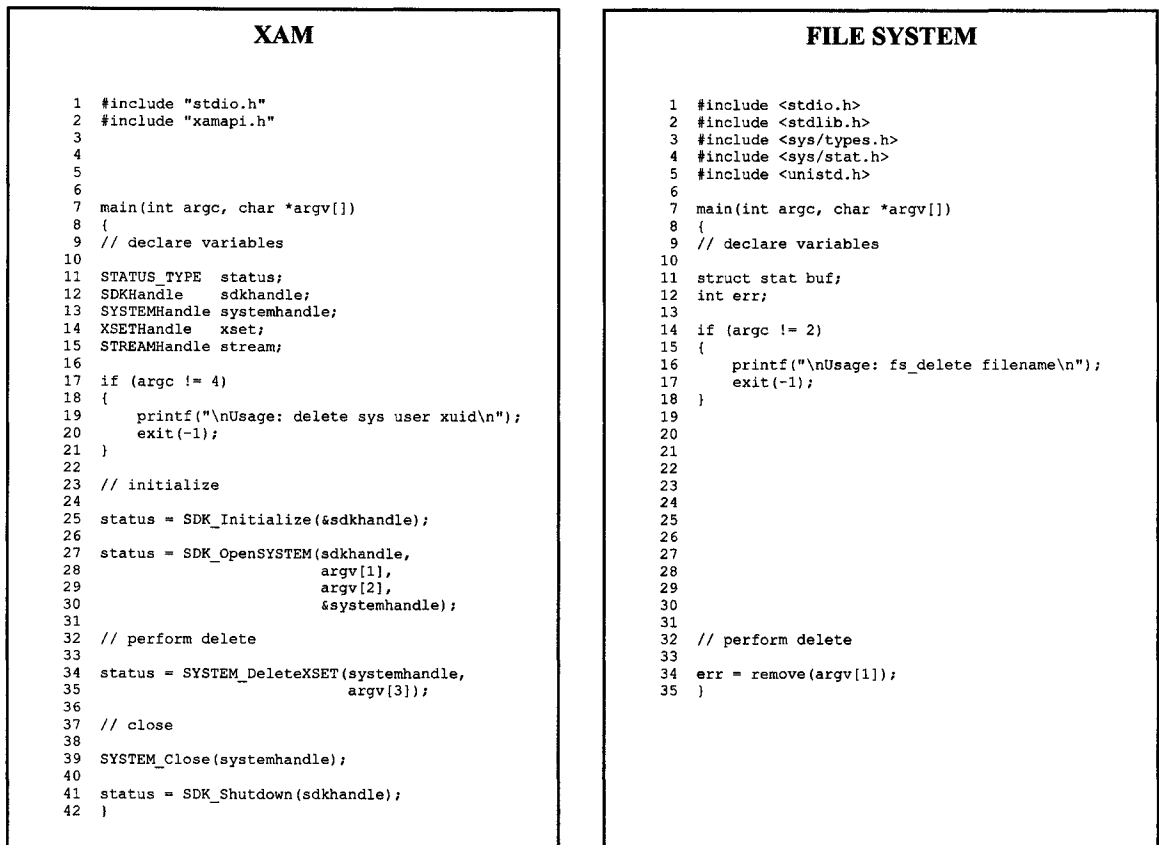 XAM
1 #include "stdio.h"
2 #include "xamapi.h"
3
4
5
6
7 main(int argc, char *argv[])
8 {
9 // declare variables
10
11 STATUS_TYPE  status;
12 SDKHandle    sdkhandle;
13 SYSTEMHandle systemhandle;
14 XSETHandle   xset;
15 STREAMHandle stream;
16
17 if (argc != 4)
18 {
19     printf("\nUsage: delete sys user xuid\n");
20     exit(-1);
21 }
22
23 // initialize
24
25 status = SDK_Initialize(&sdkhandle);
26
27 status = SDK_OpenSYSTEM(sdkhandle,
28                         argv[1],
29                         argv[2],
30                         &systemhandle);
31
32 // perform delete
33
34 status = SYSTEM_DeleteXSET(systemhandle,
35                            argv[3]);
36
37 // close
38
39 SYSTEM_Close(systemhandle);
40
41 status = SDK_Shutdown(sdkhandle);
42 }
FILE SYSTEM
1 #include <stdio.h>
2 #include <stdlib.h>
3 #include <sys/types.h>
4 #include <sys/stat.h>
5 #include <unistd.h>
6
7 main(int argc, char *argv[])
8 {
9 // declare variables
10
11 struct stat buf;
12 int err;
13
14 if (argc != 2)
15 {
16     printf("\nUsage: fs_delete filename\n");
17     exit(-1);
18 }
19
20
21
22
23
24
25
26
27
28
29
30
31
32 // perform delete
33
34 err = remove(argv[1]);
35 }